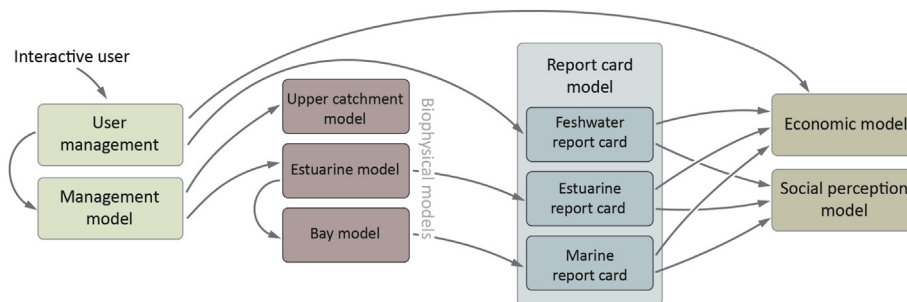 Interactive user
User
management
Management
model
Upper catchment
model
Estuarine model
Bay model
Biophysical models
Report card
model
Feshwater
report card
Estuarine
report card
Marine
report card
Economic model
Social perception
model